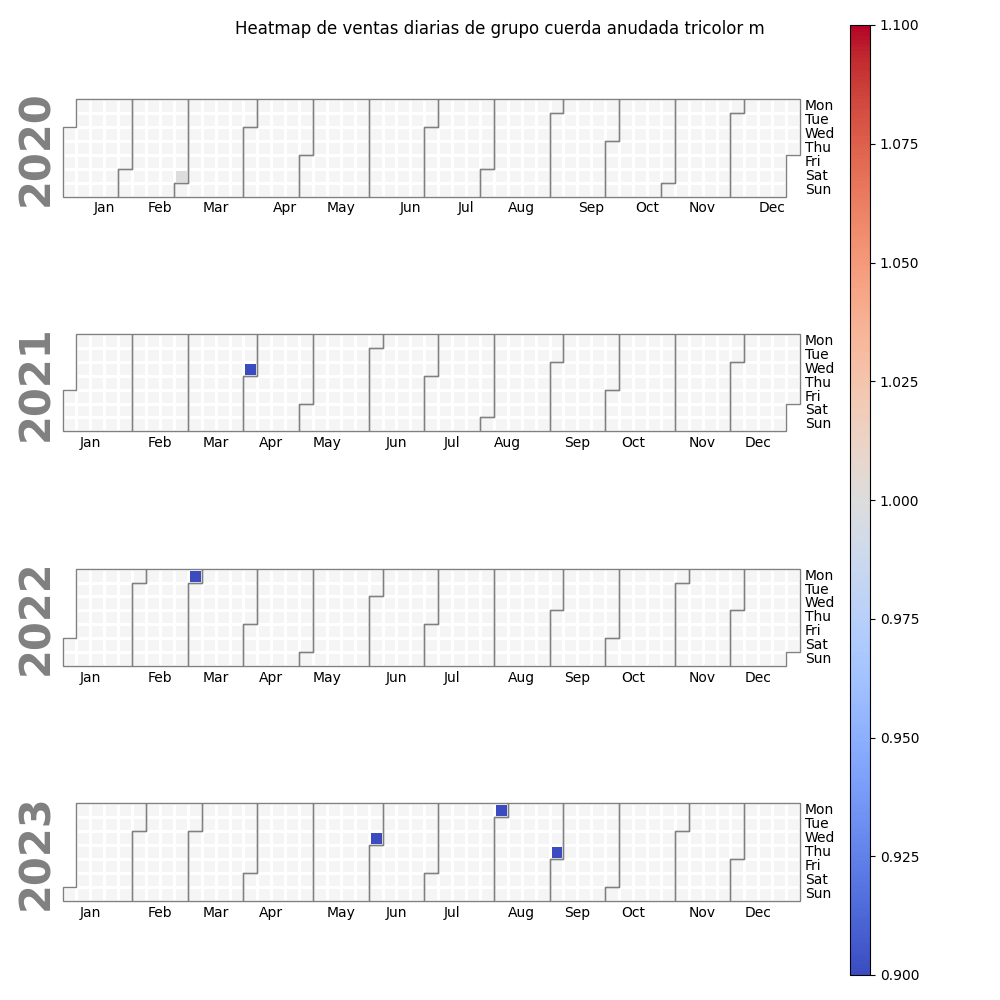 Heatmap de ventas diarias de grupo cuerda anudada tricolor m
2020
Mon
Tue
Wed
Thu
Fri
Sat
Sun
Jan Feb Mar Apr May Jun Jul Aug Sep Oct Nov Dec
2021
Mon
Tue
Wed
Thu
Fri
Sat
Sun
Jan Feb Mar Apr May Jun Jul Aug Sep Oct Nov Dec
2022
Mon
Tue
Wed
Thu
Fri
Sat
Sun
Jan Feb Mar Apr May Jun Jul Aug Sep Oct Nov Dec
2023
Mon
Tue
Wed
Thu
Fri
Sat
Sun
Jan Feb Mar Apr May Jun Jul Aug Sep Oct Nov Dec
1.100
1.075
1.050
1.025
1.000
0.975
0.950
0.925
0.900